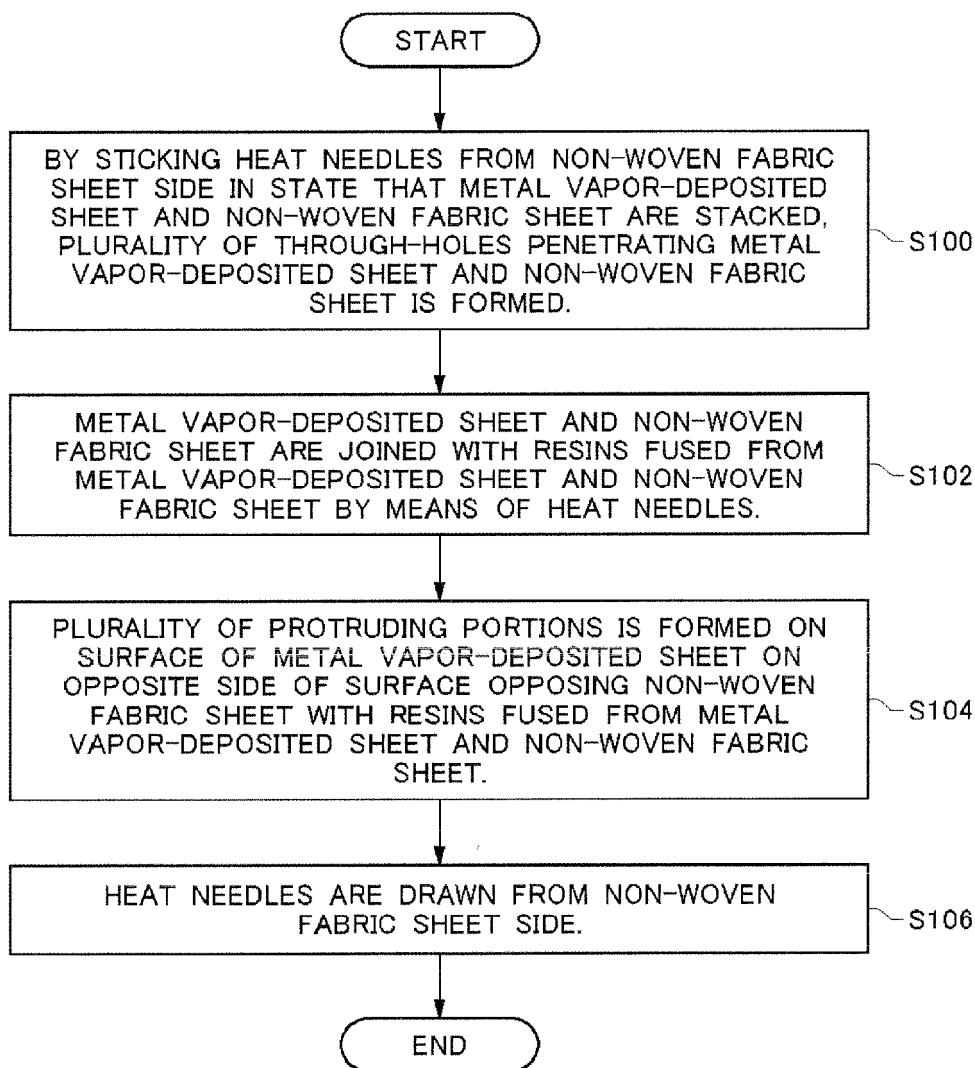 START
BY STICKING HEAT NEEDLES FROM NON-WOVEN FABRIC
SHEET SIDE IN STATE THAT METAL VAPOR-DEPOSITED
SHEET AND NON-WOVEN FABRIC SHEET ARE STACKED,
PLURALITY OF THROUGH-HOLES PENETRATING METAL
VAPOR-DEPOSITED SHEET AND NON-WOVEN FABRIC
SHEET IS FORMED.
S100
METAL VAPOR-DEPOSITED SHEET AND NON-WOVEN
FABRIC SHEET ARE JOINED WITH RESINS FUSED FROM
METAL VAPOR-DEPOSITED SHEET AND NON-WOVEN
FABRIC SHEET BY MEANS OF HEAT NEEDLES.
S102
PLURALITY OF PROTRUDING PORTIONS IS FORMED ON
SURFACE OF METAL VAPOR-DEPOSITED SHEET ON
OPPOSITE SIDE OF SURFACE OPPOSING NON-WOVEN
FABRIC SHEET WITH RESINS FUSED FROM METAL
VAPOR-DEPOSITED SHEET AND NON-WOVEN FABRIC
SHEET.
S104
HEAT NEEDLES ARE DRAWN FROM NON-WOVEN
FABRIC SHEET SIDE.
S106
END